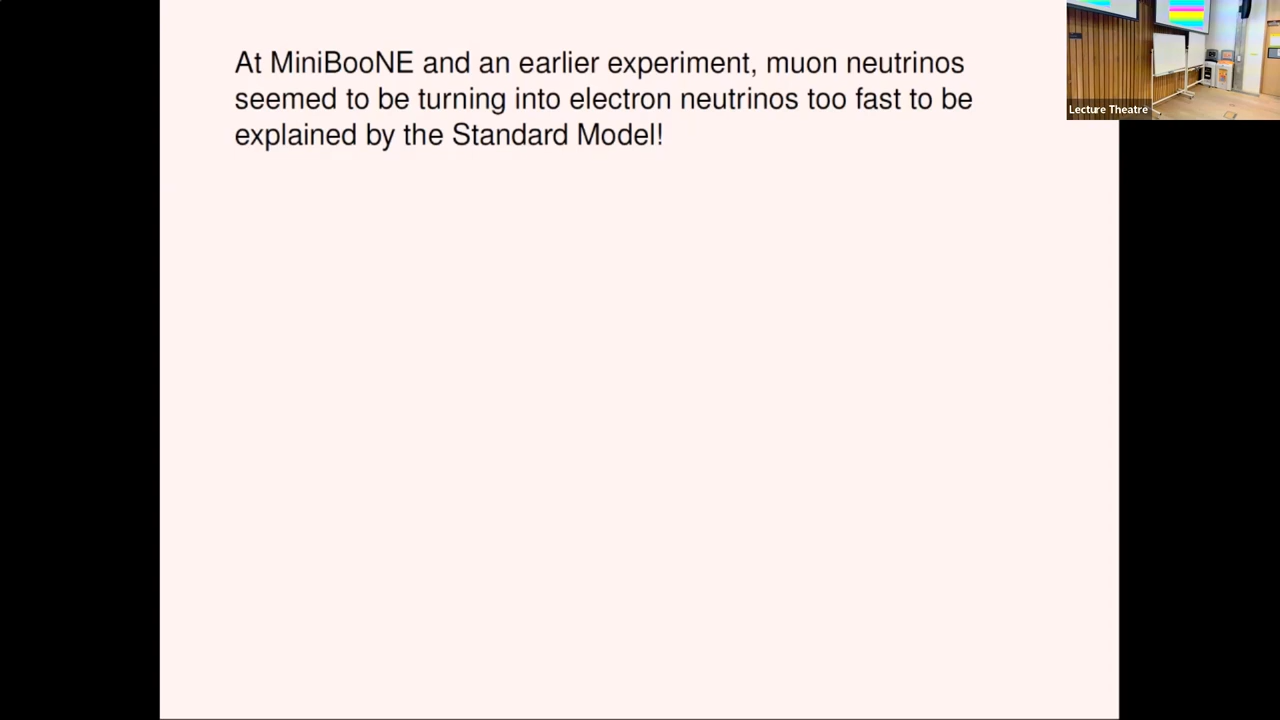 At MiniBooNE and an earlier experiment, muon neutrinos
seemed to be turning into electron neutrinos too fast to be
explained by the Standard Model!
Lecture Theatre